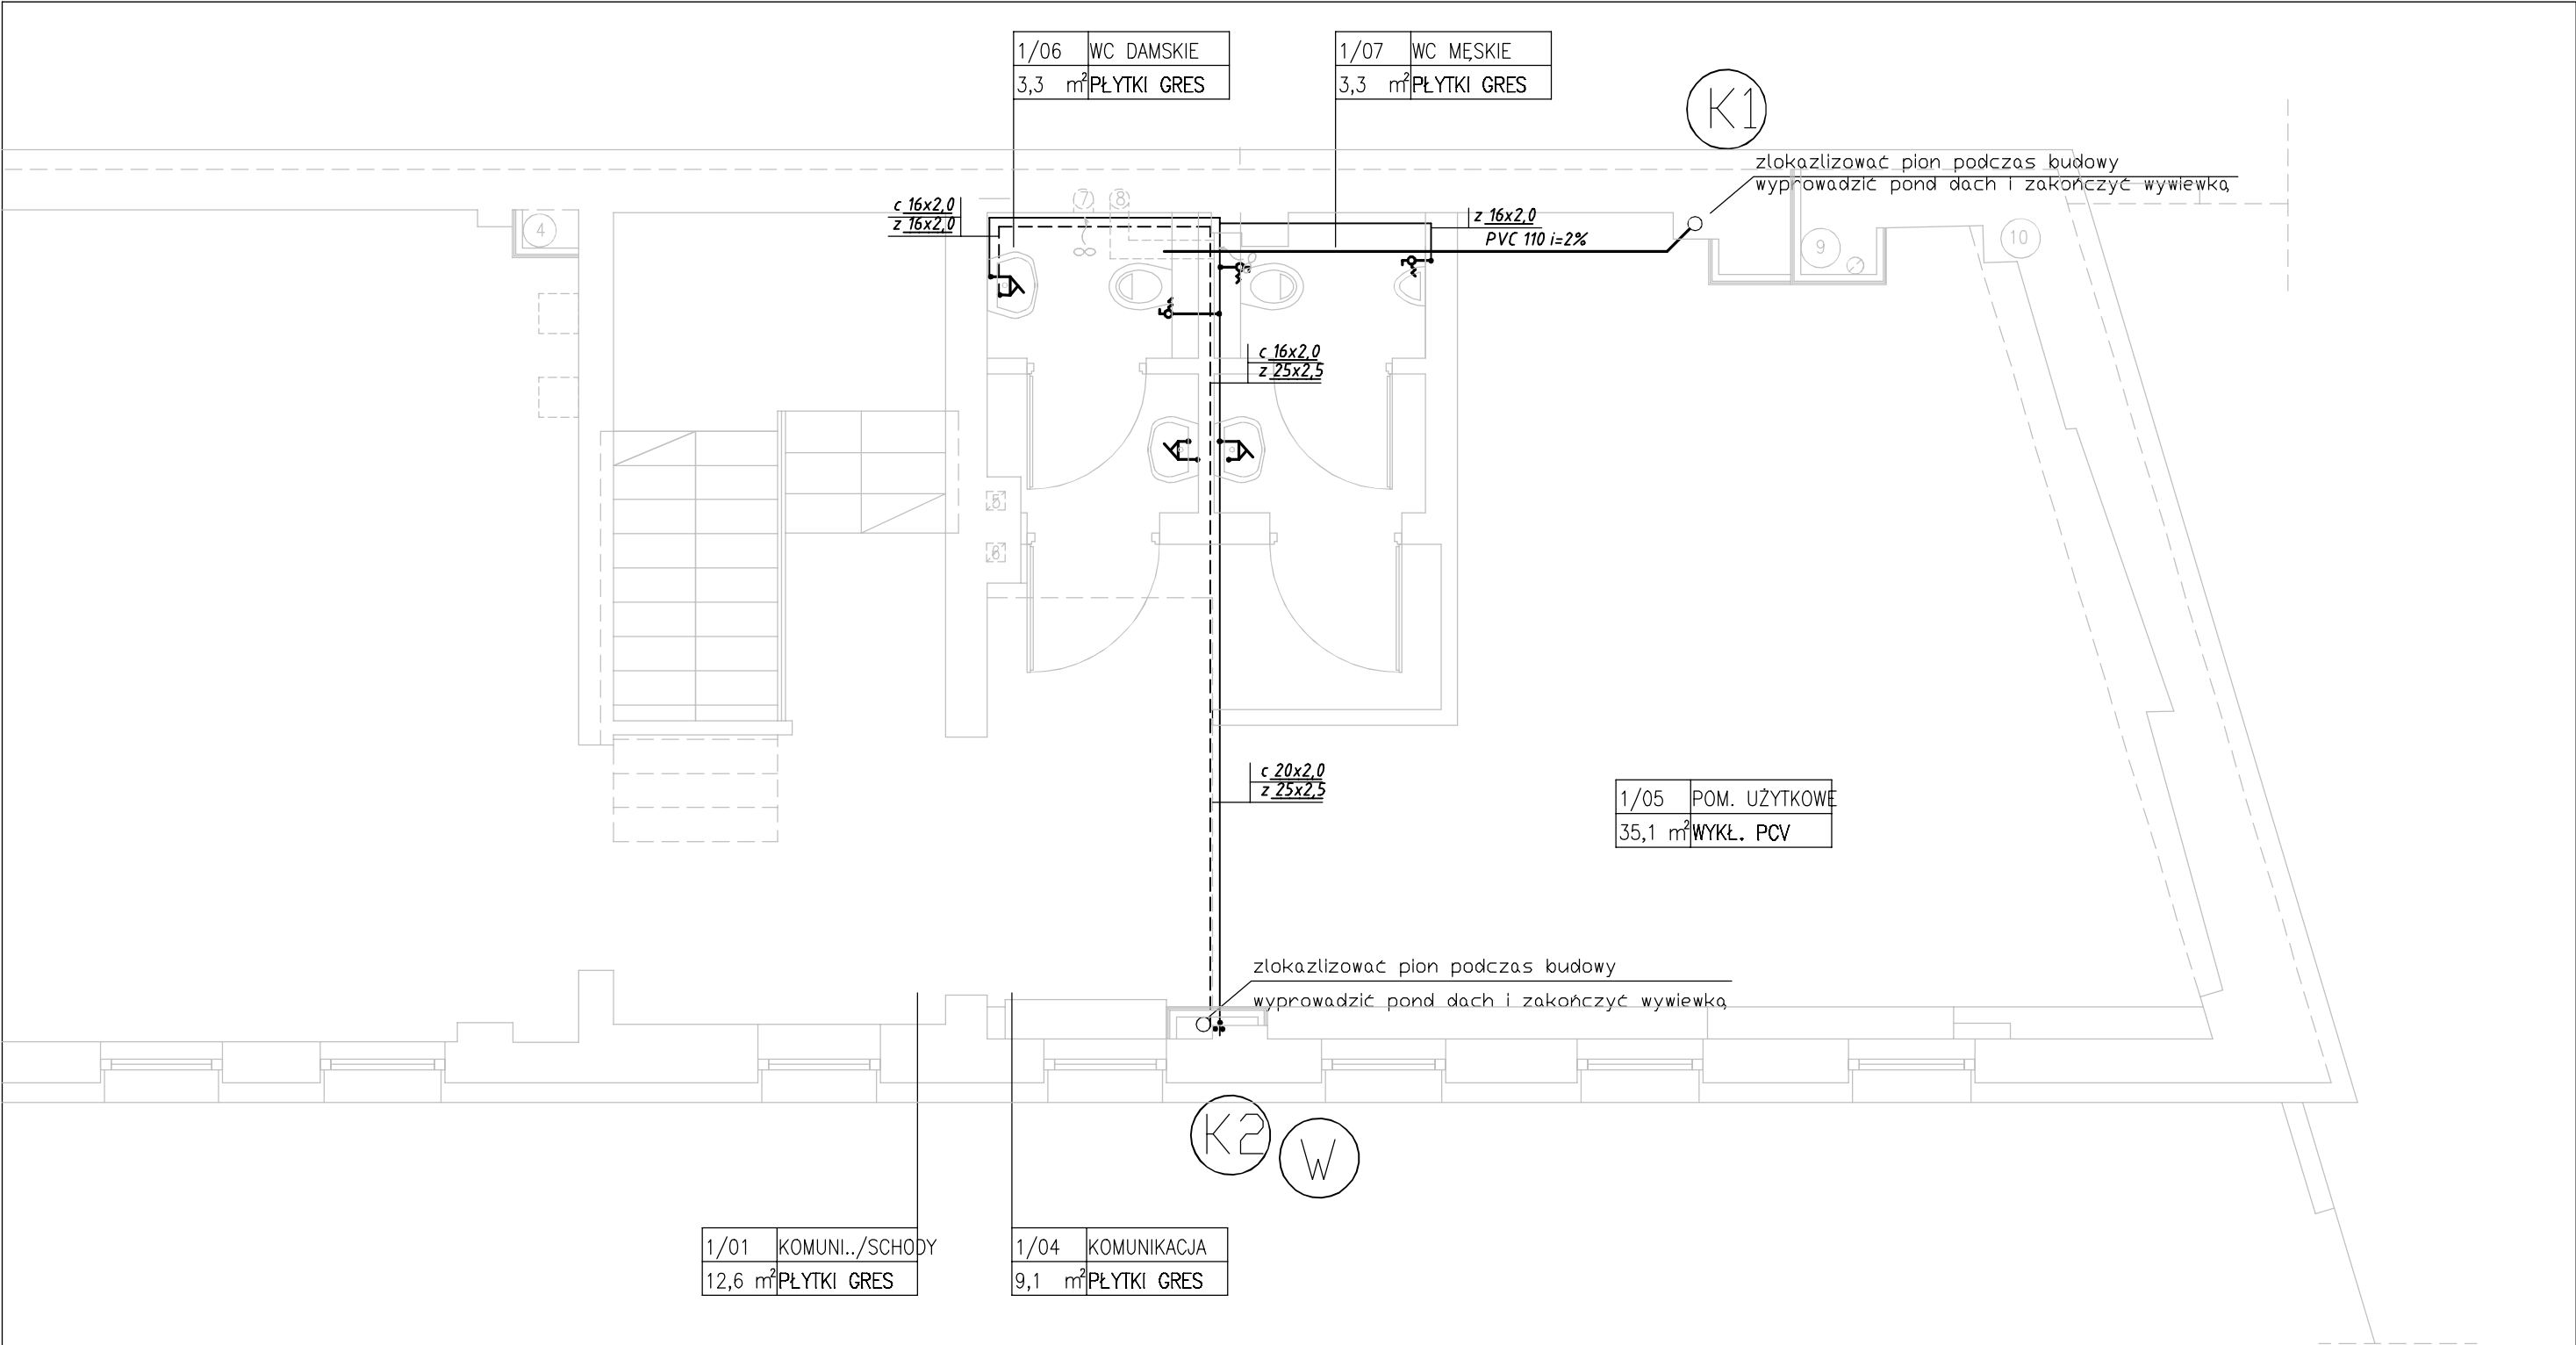 1/06 WC DAMSKIE
3,3 m² PŁYTKI GRES
1/07 WC MĘSKIE
3,3 m² PŁYTKI GRES
K1
zlokazlizować pion podczas budowy
wyprowadzić pond dach i zakończyć wywiewką
c 16x2,0
z 16x2,0
7
8
z 16x2,0
PVC 110 i=2%
4
9
10
c 16x2,0
z 25x2,5
5
6
c 20x2,0
z 25x2,5
1/05 POM. UŻYTKOWE
35,1 m² WYKŁ. PCV
zlokazlizować pion podczas budowy
wyprowadzić pond dach i zakończyć wywiewką
K2
W
1/01 KOMUNI../SCHODY
12,6 m² PŁYTKI GRES
1/04 KOMUNIKACJA
9,1 m² PŁYTKI GRES